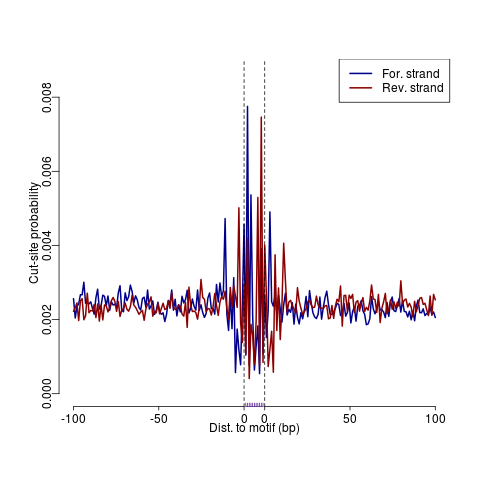 For. strand
Rev. strand
Cut-site probability
0.008
0.006
0.004
0.002
0.000
-100 -50 0 0 50 100
Dist. to motif (bp)